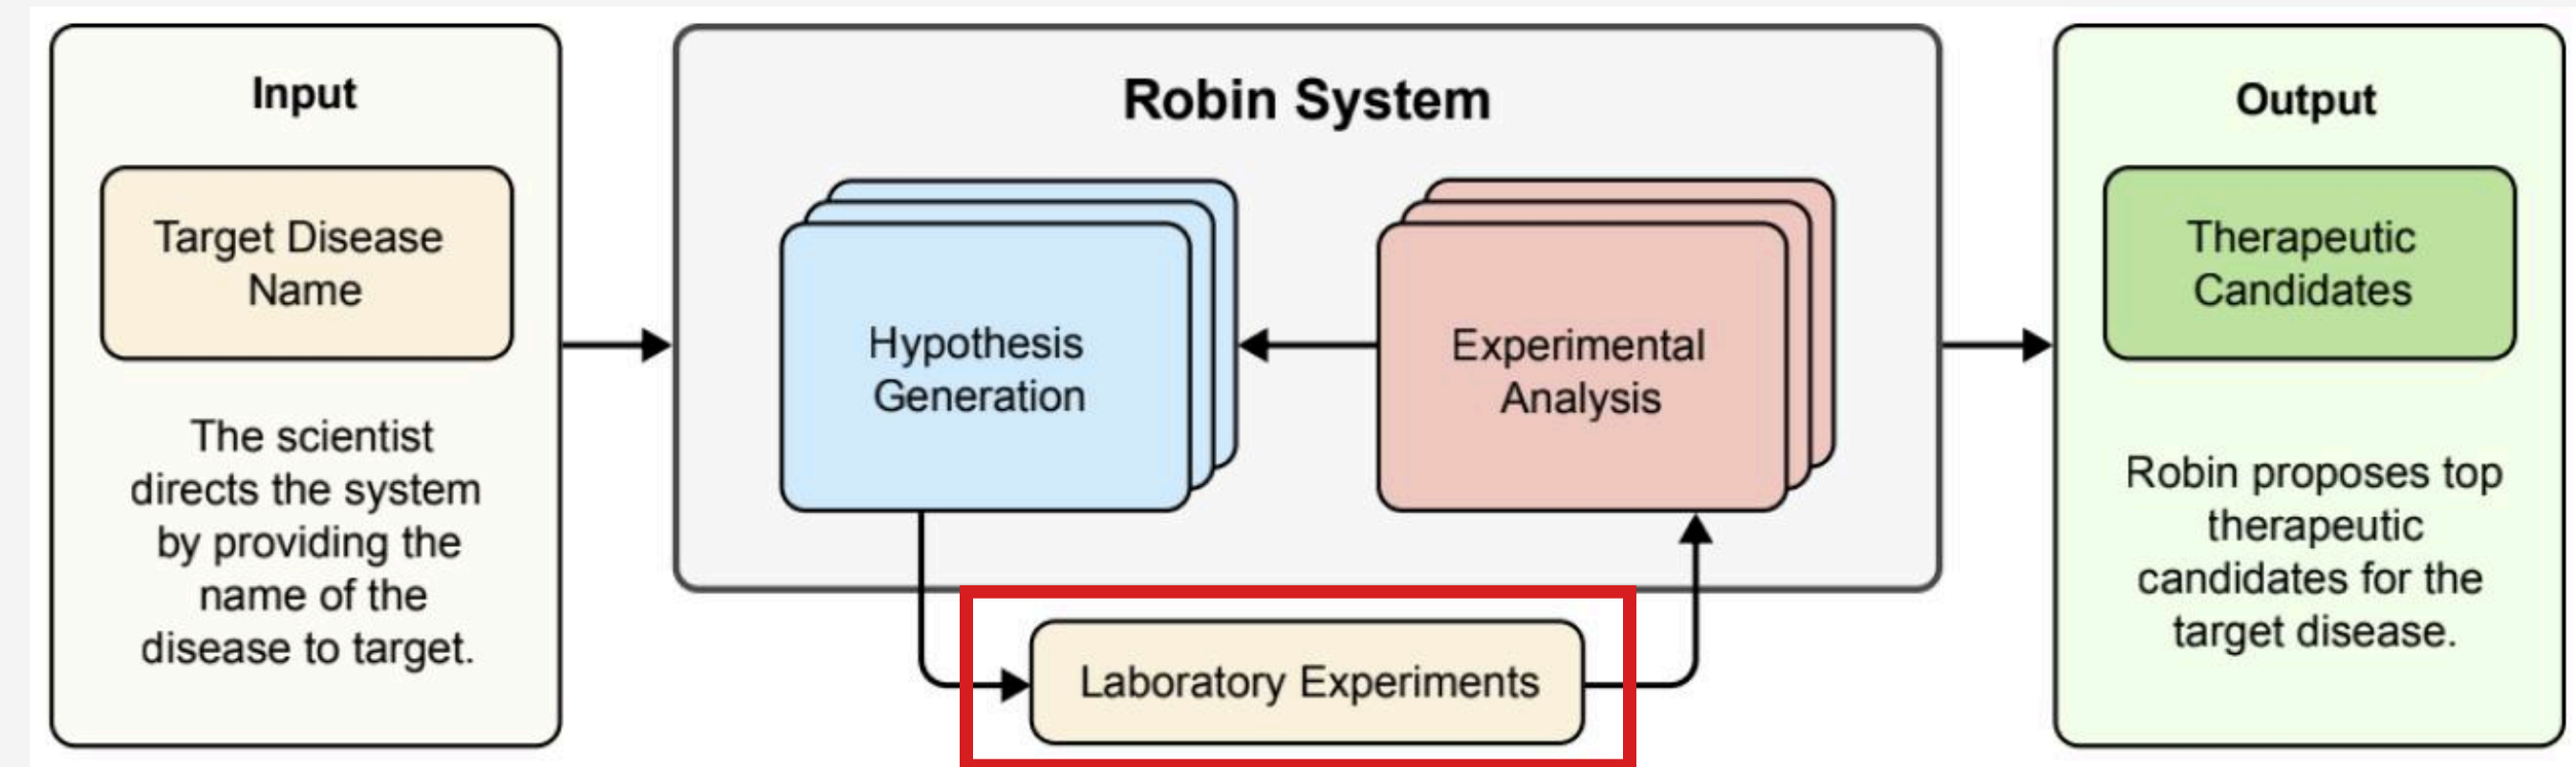 Input
Target Disease
Name
The scientist
directs the system
by providing the
name of the
disease to target.
Robin System
Hypothesis
Generation
Experimental
Analysis
Laboratory Experiments
Output
Therapeutic
Candidates
Robin proposes top
therapeutic
candidates for the
target disease.